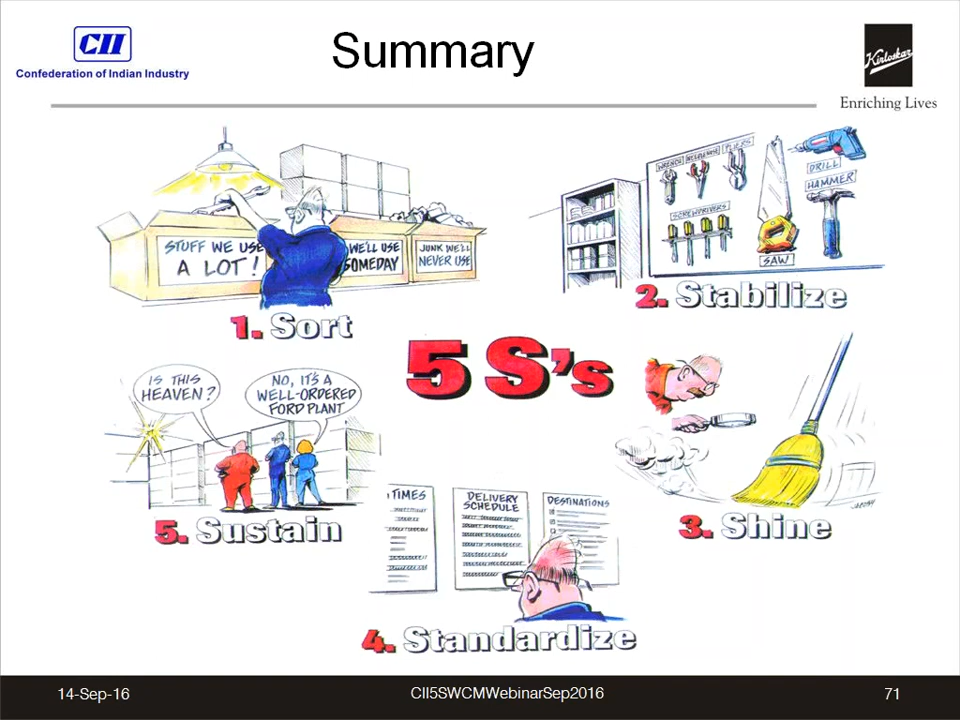 CII
Confederation of Indian Industry
Summary
Kirloskar
Enriching Lives
STUFF WE USE
A LOT!
WE'LL USE
SOMEDAY
JUNK WE'LL
NEVER USE
1. Sort
WRENCH
PLIERS
DRILL
HAMMER
SCREWDRIVERS
SAW
2. Stabilize
5 S's
IS THIS
HEAVEN?
NO, IT'S A
WELL-ORDERED
FORD PLANT
5. Sustain
3. Shine
TIMES
DELIVERY
SCHEDULE
DESTINATIONS
4. Standardize
14-Sep-16
CII5SWCMWebinarSep2016
71